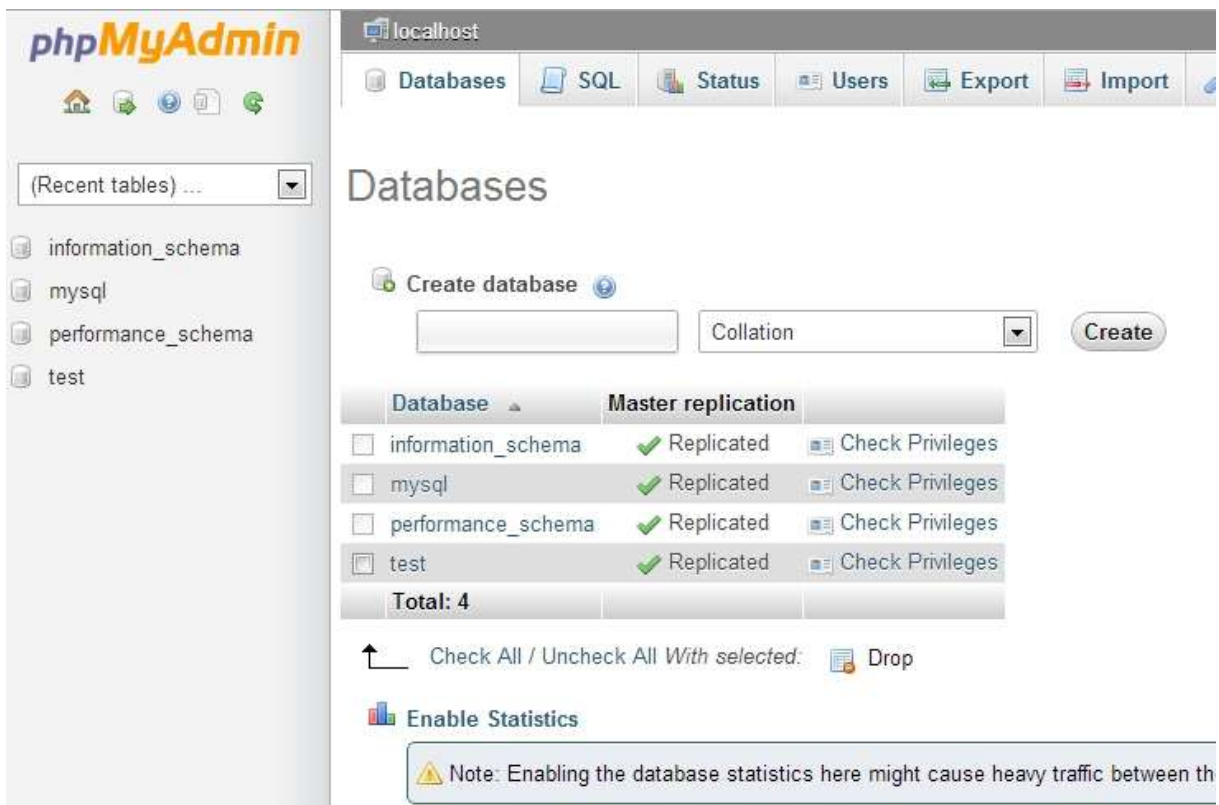 phpMyAdmin
(Recent tables) ...
information_schema
mysql
performance_schema
test
localhost
Databases SQL Status Users Export Import
Databases
Create database
Collation Create
Database Master replication
information_schema Replicated Check Privileges
mysql Replicated Check Privileges
performance_schema Replicated Check Privileges
test Replicated Check Privileges
Total: 4
Check All / Uncheck All With selected: Drop
Enable Statistics
Note: Enabling the database statistics here might cause heavy traffic between th